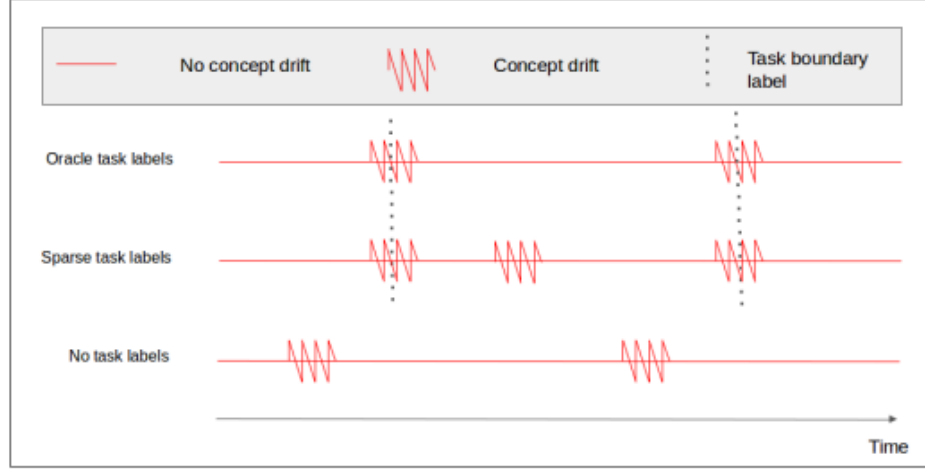 No concept drift
Concept drift
Task boundary
label
Oracle task labels
Sparse task labels
No task labels
Time